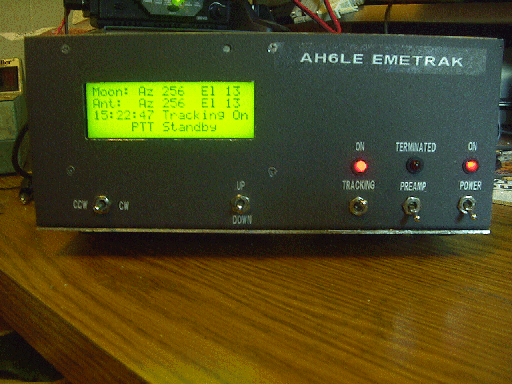 AH6LE EMETRAK
Moon: Az 256 El 13
Ant: Az 256 El 13
15:22:47 Tracking On
PTT Standby
ON TERMINATED ON
TRACKING PREAMP POWER
CCW CW
UP
DOWN